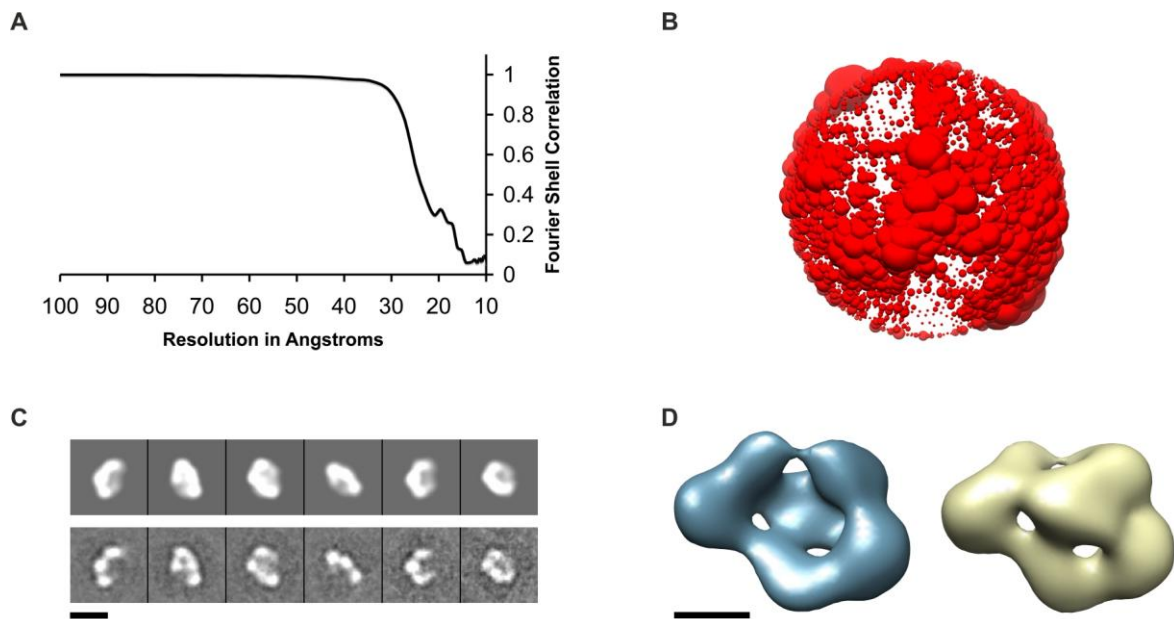 A
B
1
0.8
0.6
0.4
0.2
0
Fourier Shell Correlation
100 90 80 70 60 50 40 30 20 10
Resolution in Angstroms
C
D